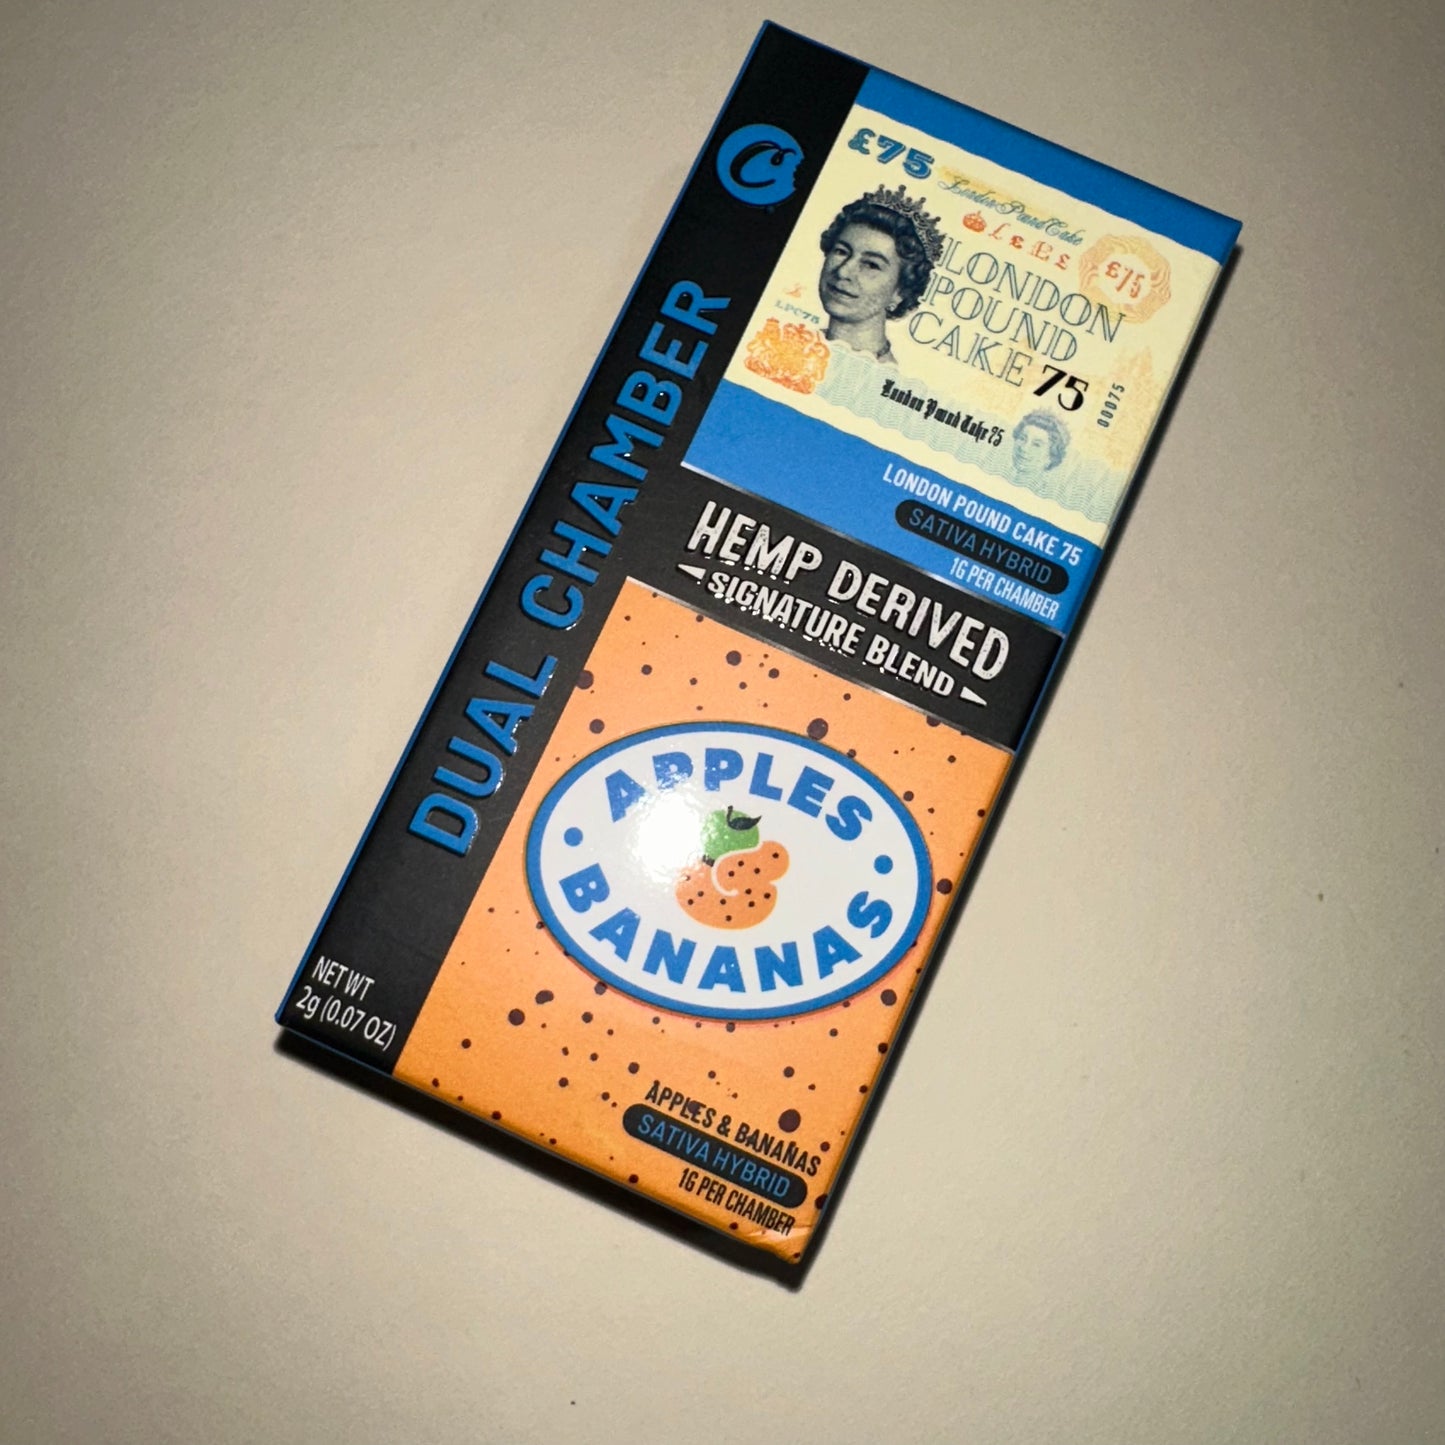 C
DUAL CHAMBER
NET WT
2g (0.07 OZ)
£75
London Pound Cake
£75
LONDON
POUND
CAKE 75
LPC75
London Pound Cake 75
00075
LONDON POUND CAKE 75
SATIVA HYBRID
1G PER CHAMBER
HEMP DERIVED
SIGNATURE BLEND
APPLES
BANANAS
APPLES & BANANAS
SATIVA HYBRID
1G PER CHAMBER